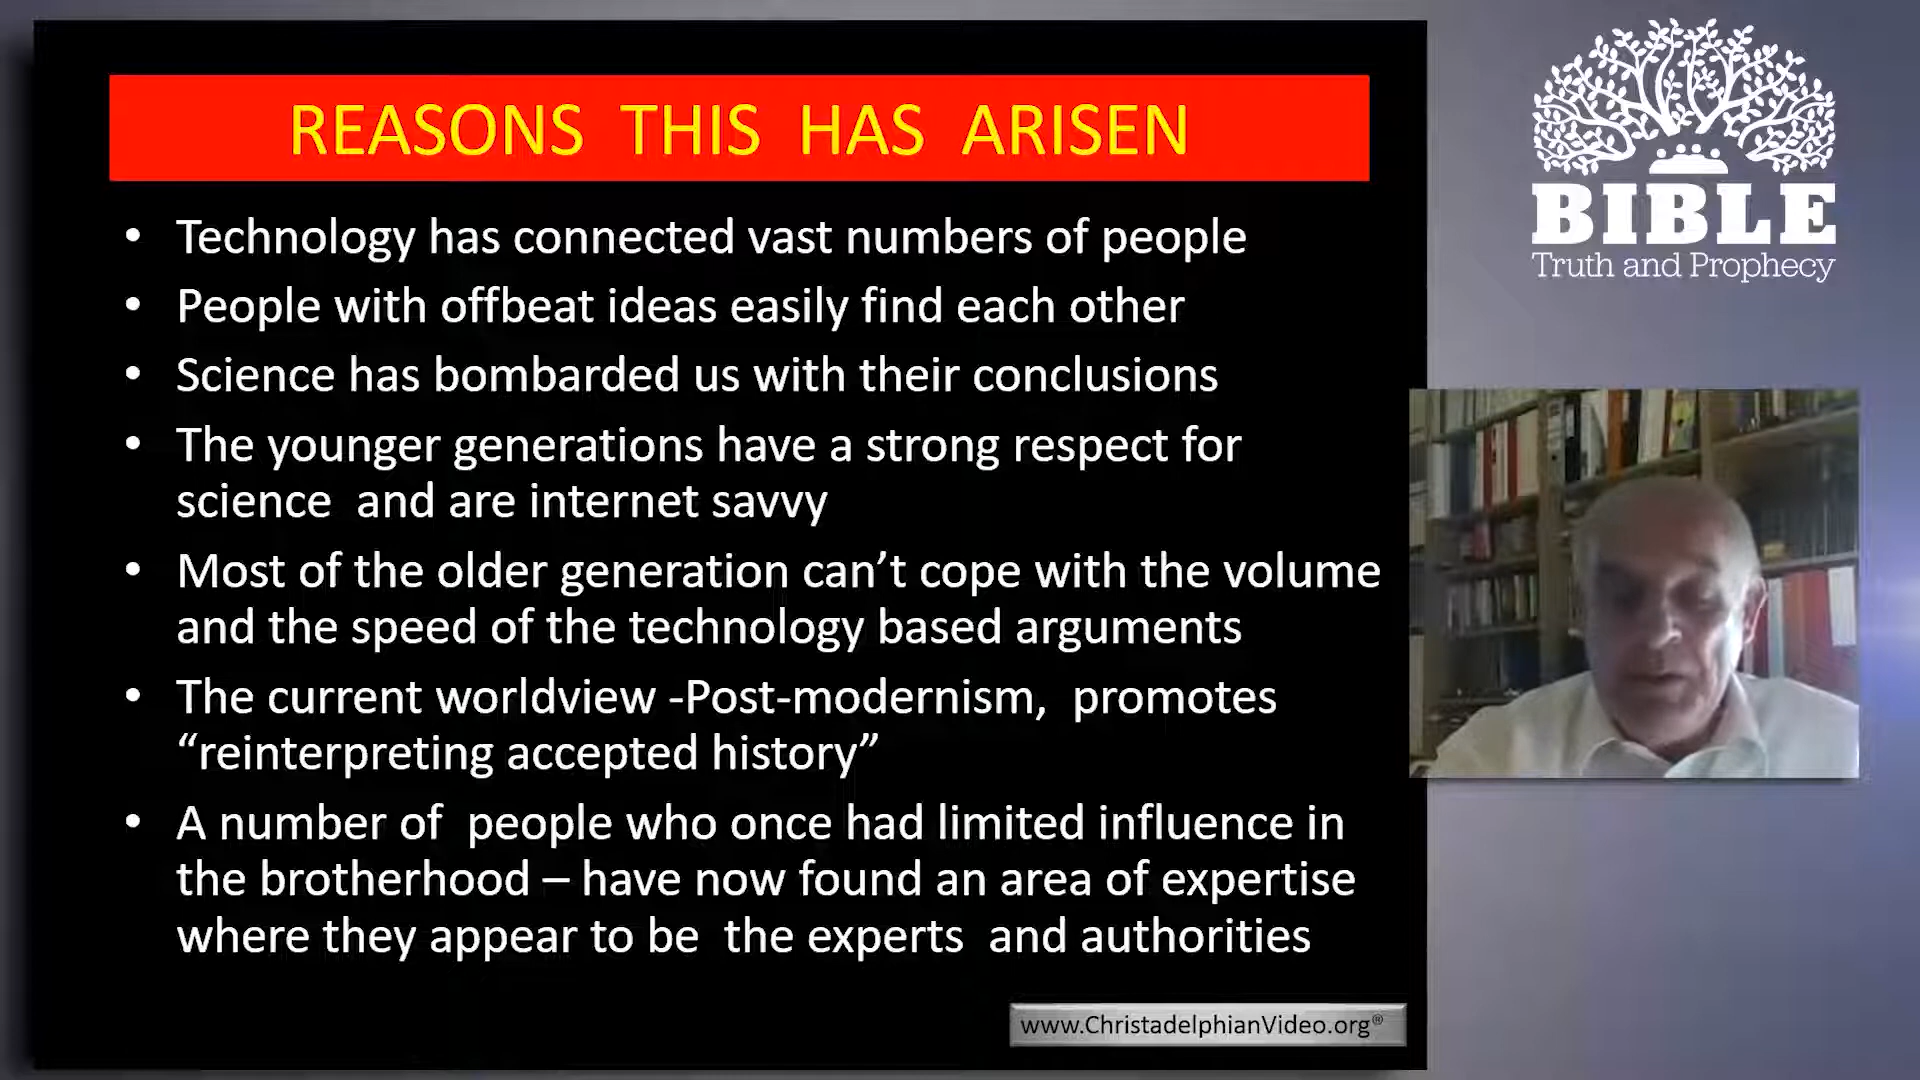 REASONS THIS HAS ARISEN
• Technology has connected vast numbers of people
• People with offbeat ideas easily find each other
• Science has bombarded us with their conclusions
• The younger generations have a strong respect for
science and are internet savvy
• Most of the older generation can’t cope with the volume
and the speed of the technology based arguments
• The current worldview -Post-modernism, promotes
“reinterpreting accepted history”
• A number of people who once had limited influence in
the brotherhood – have now found an area of expertise
where they appear to be the experts and authorities
www.ChristadelphianVideo.org®
BIBLE
Truth and Prophecy